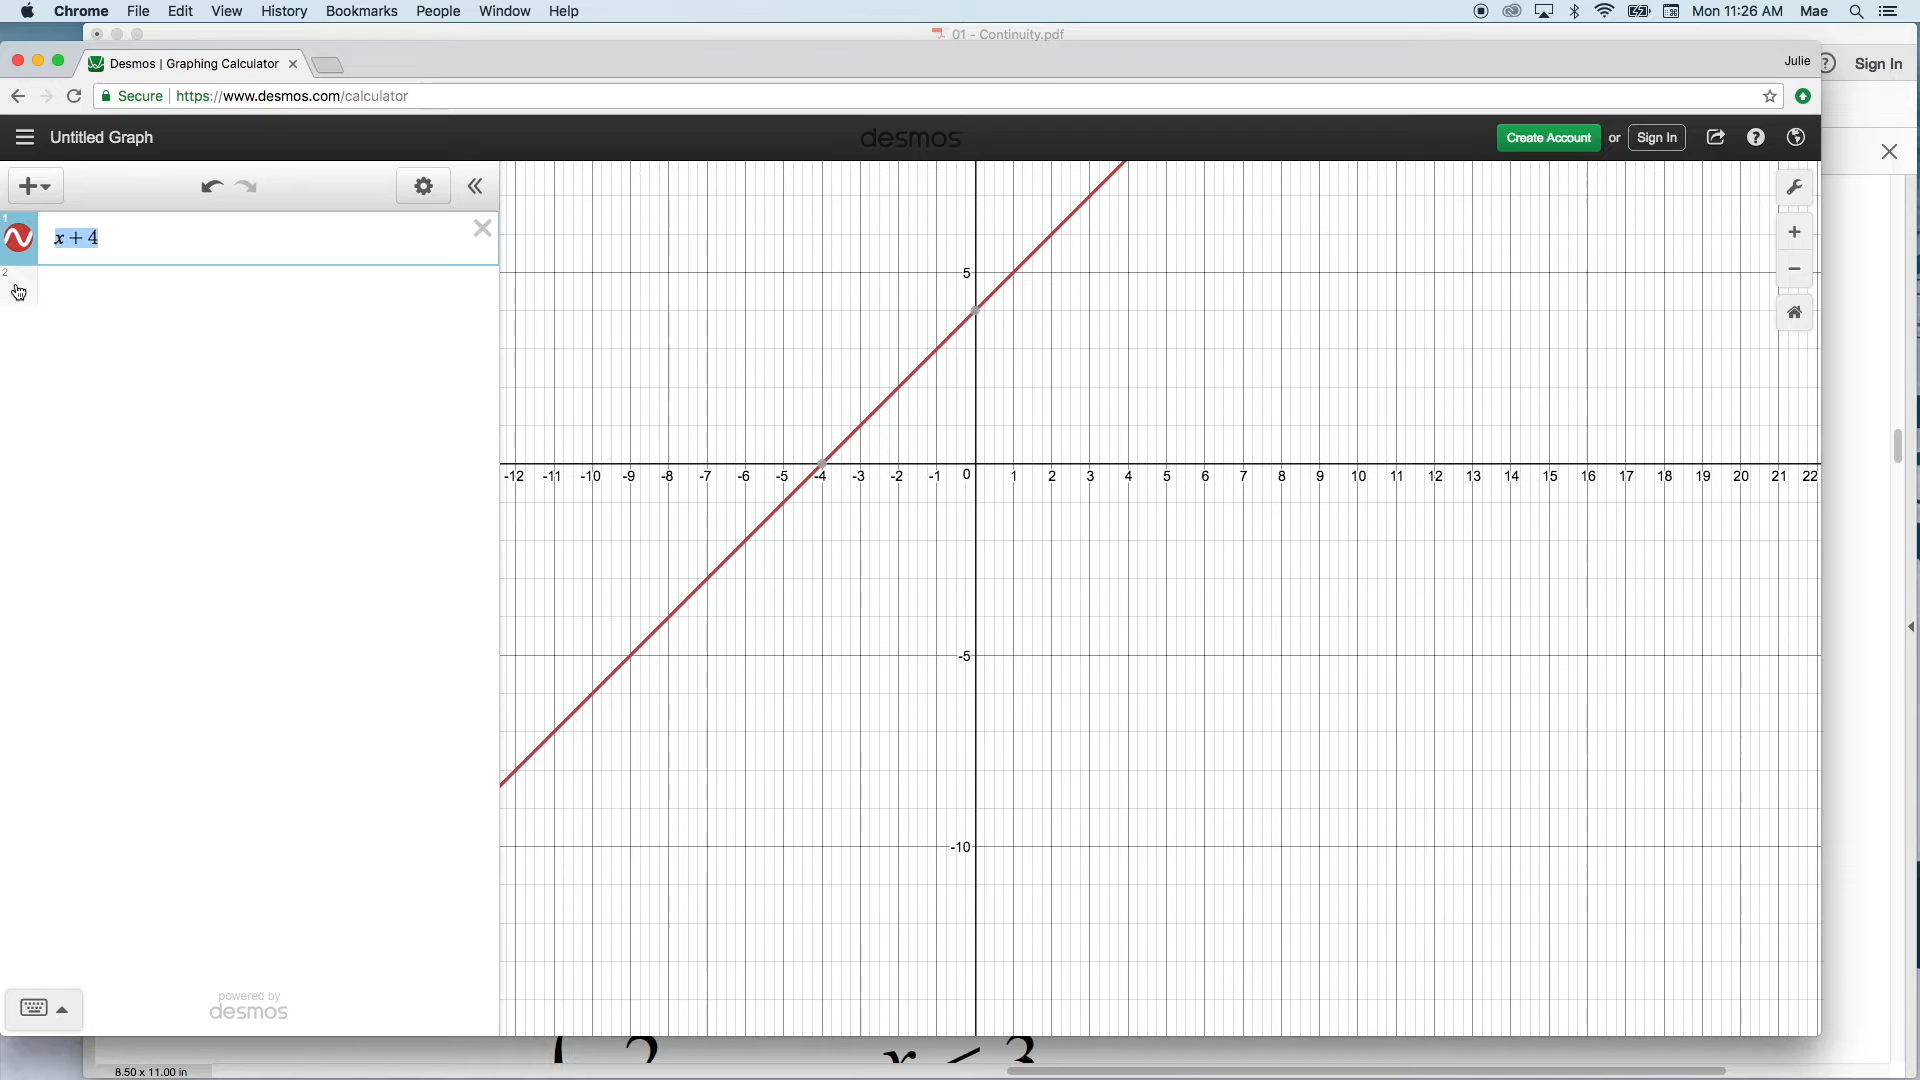 Chrome File Edit View History Bookmarks People Window Help Mon 11:26 AM Mae
01 - Continuity.pdf
Desmos | Graphing Calculator Julie Sign In
Secure https://www.desmos.com/calculator
Untitled Graph desmos Create Account or Sign In
1
x + 4
2
5
-12 -11 -10 -9 -8 -7 -6 -5 -4 -3 -2 -1 0 1 2 3 4 5 6 7 8 9 10 11 12 13 14 15 16 17 18 19 20 21 22
-5
-10
powered by
desmos
2 x < 3
8.50 x 11.00 in